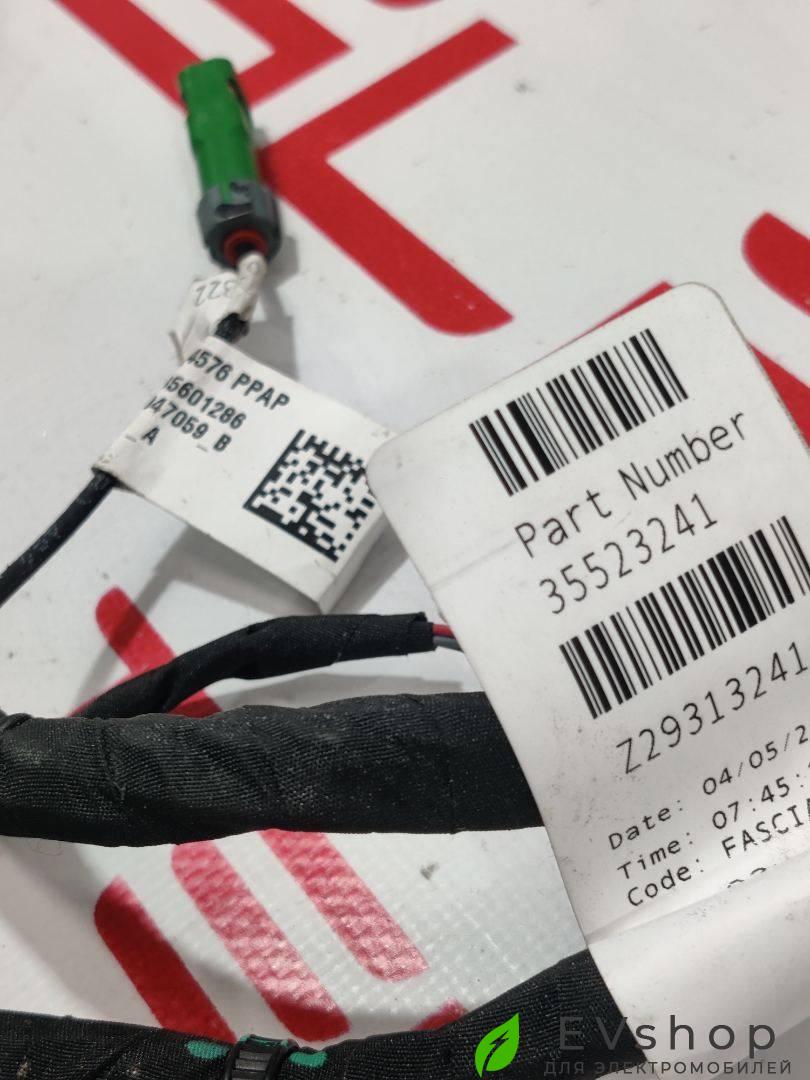 322
4576 PPAP
5601286
047059_B
_ A
Part Number
35523241
Z29313241
Date: 04/05/2
Time: 07:45:
Code: FASCIA
EVshop
ДЛЯ ЭЛЕКТРОМОБИЛЕЙ